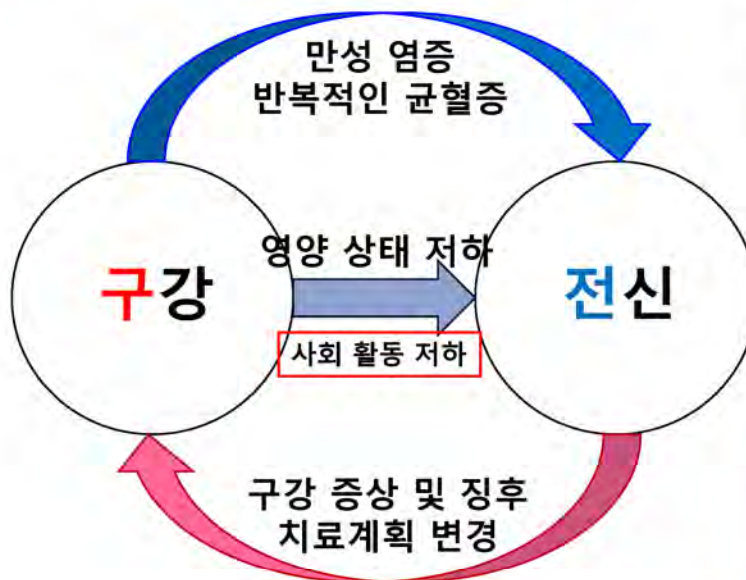 만성 염증
반복적인 균혈증
영양 상태 저하
구강
전신
사회 활동 저하
구강 증상 및 징후
치료계획 변경